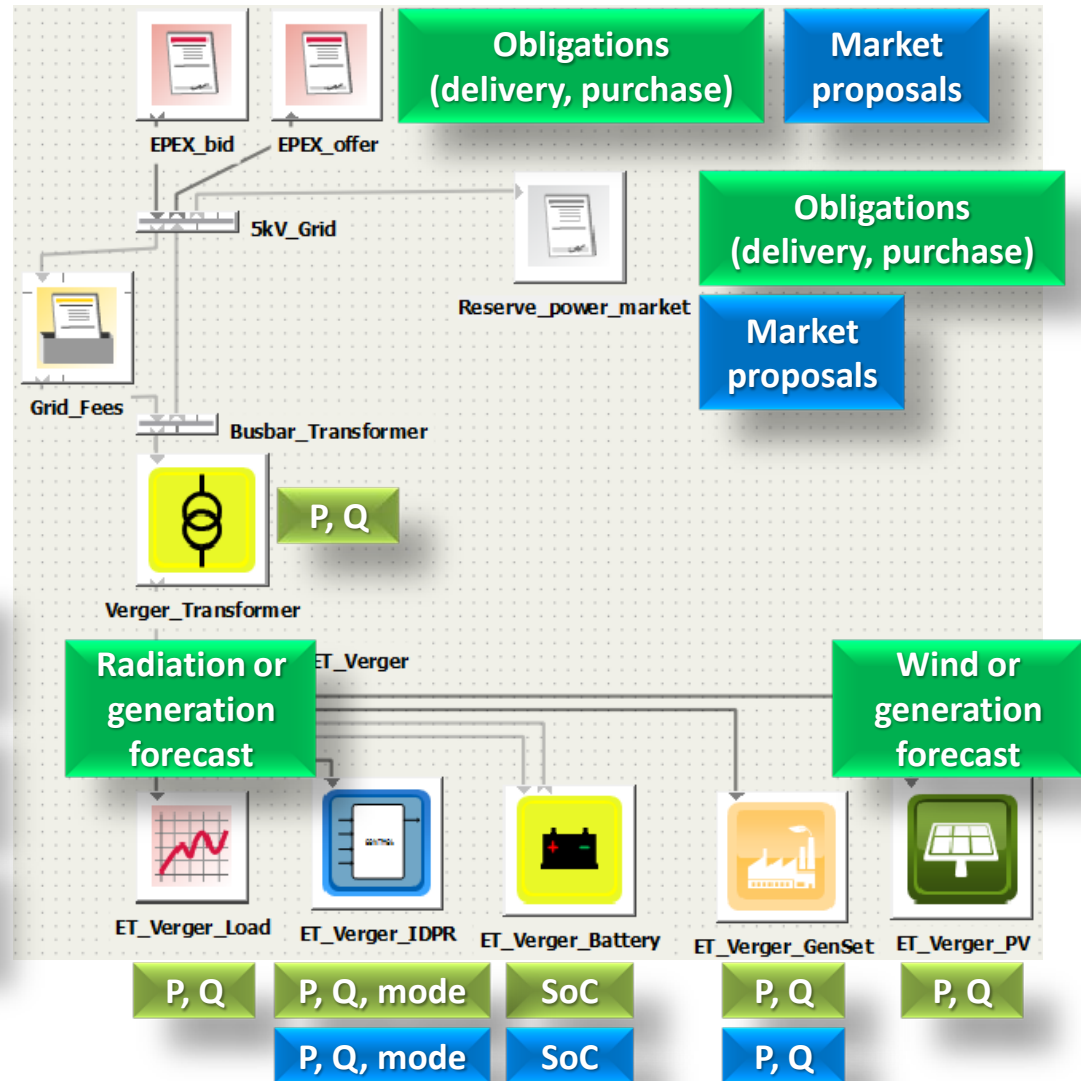 Obligations
(delivery, purchase)
Market
proposals
EPEX_bid
EPEX_offer
5kV_Grid
Obligations
(delivery, purchase)
Reserve_power_market
Market
proposals
Grid_Fees
Busbar_Transformer
P, Q
Verger_Transformer
ET_Verger
Radiation or
generation
forecast
Wind or
generation
forecast
ET_Verger_Load
ET_Verger_IDPR
ET_Verger_Battery
ET_Verger_GenSet
ET_Verger_PV
P, Q
P, Q, mode
SoC
P, Q
P, Q
P, Q, mode
SoC
P, Q